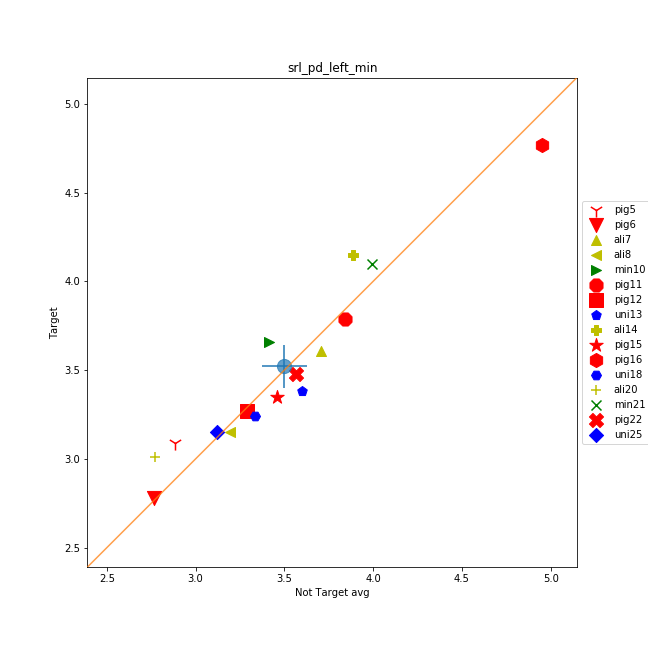 srl_pd_left_min
5.0
4.5
4.0
3.5
3.0
2.5
Target
2.5
3.0
3.5
4.0
4.5
5.0
Not Target avg
pig5
pig6
ali7
ali8
min10
pig11
pig12
uni13
ali14
pig15
pig16
uni18
ali20
min21
pig22
uni25